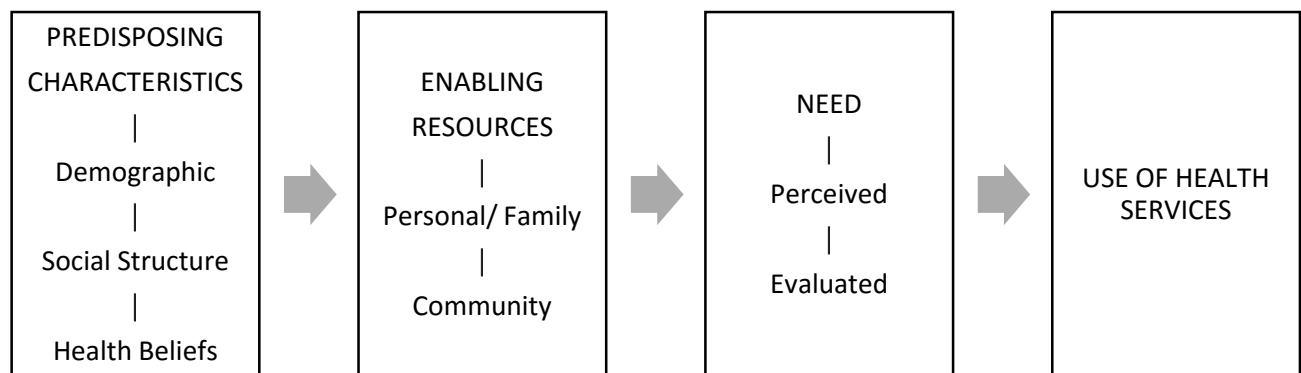 PREDISPOSING
CHARACTERISTICS
|
Demographic
|
Social Structure
|
Health Beliefs
ENABLING
RESOURCES
|
Personal/ Family
|
Community
NEED
|
Perceived
|
Evaluated
USE OF HEALTH
SERVICES